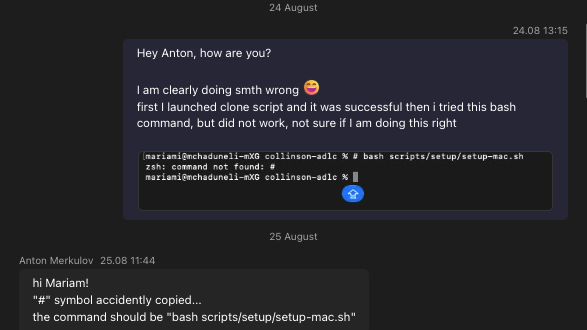 24 August
24.08 13:15
Hey Anton, how are you?
I am clearly doing smth wrong 😄
first I launched clone script and it was successful then i tried this bash
command, but did not work, not sure if I am doing this right
mariami@mchaduneli-mXG collinson-adlc % # bash scripts/setup/setup-mac.sh
zsh: command not found: #
mariami@mchaduneli-mXG collinson-adlc %
25 August
Anton Merkulov 25.08 11:44
hi Mariam!
"#" symbol accidently copied...
the command should be "bash scripts/setup/setup-mac.sh"